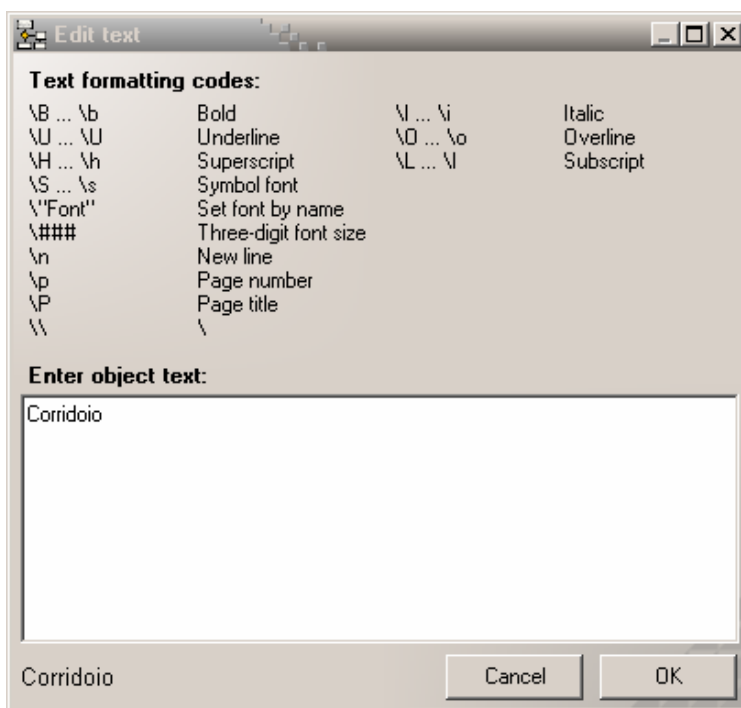 Edit text
Text formatting codes:
\B ... \b Bold \I ... \i Italic
\U ... \U Underline \O ... \o Overline
\H ... \h Superscript \L ... \l Subscript
\S ... \s Symbol font
\"Font" Set font by name
\### Three-digit font size
\n New line
\p Page number
\P Page title
\\ \
Enter object text:
Corridoio
Corridoio Cancel OK